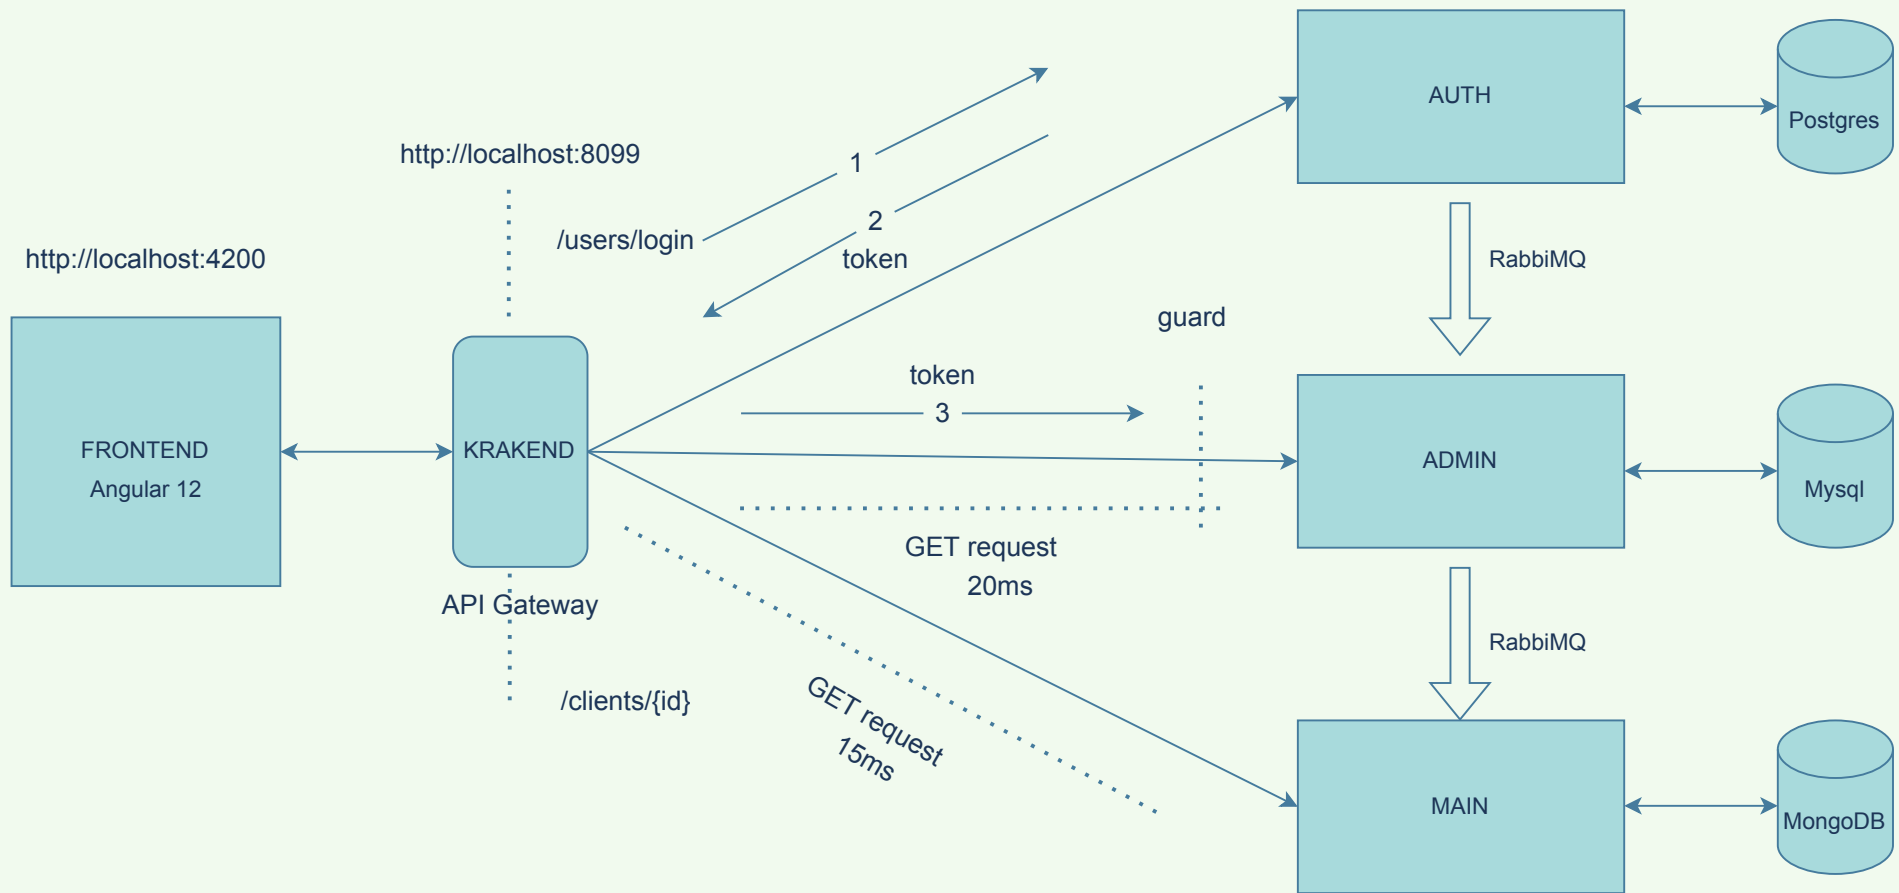 AUTH
Postgres
http://localhost:8099
1
2
/users/login
token
http://localhost:4200
RabbiMQ
guard
token
3
FRONTEND
Angular 12
KRAKEND
ADMIN
Mysql
GET request
20ms
API Gateway
RabbiMQ
/clients/{id}
GET request
15ms
MAIN
MongoDB